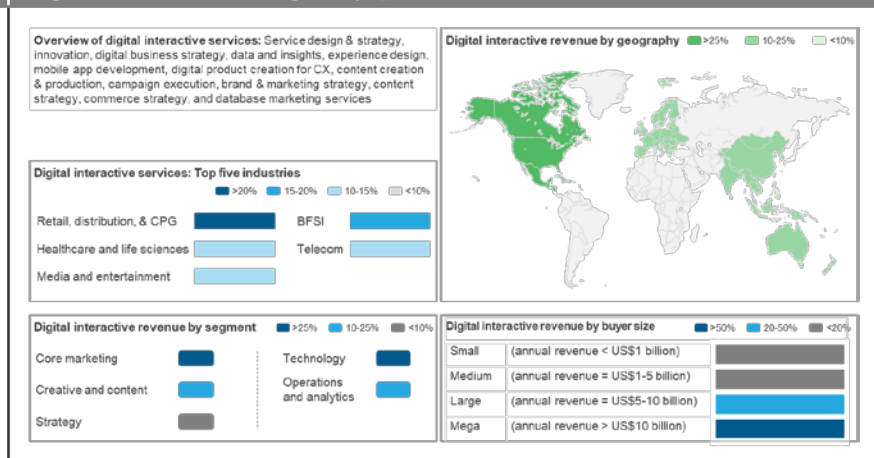 Overview of digital interactive services: Service design & strategy,
innovation, digital business strategy, data and insights, experience design,
mobile app development, digital product creation for CX, content creation
& production, campaign execution, brand & marketing strategy, content
strategy, commerce strategy, and database marketing services
Digital interactive services: Top five industries
>20% 15-20% 10-15% <10%
Retail, distribution, & CPG BFSI
Healthcare and life sciences Telecom
Media and entertainment
Digital interactive revenue by geography >25% 10-25% <10%
Digital interactive revenue by segment >25% 10-25% <10%
Core marketing Technology
Creative and content Operations
and analytics
Strategy
Digital interactive revenue by buyer size >50% 20-50% <20%
Small (annual revenue < US$1 billion)
Medium (annual revenue = US$1-5 billion)
Large (annual revenue = US$5-10 billion)
Mega (annual revenue > US$10 billion)